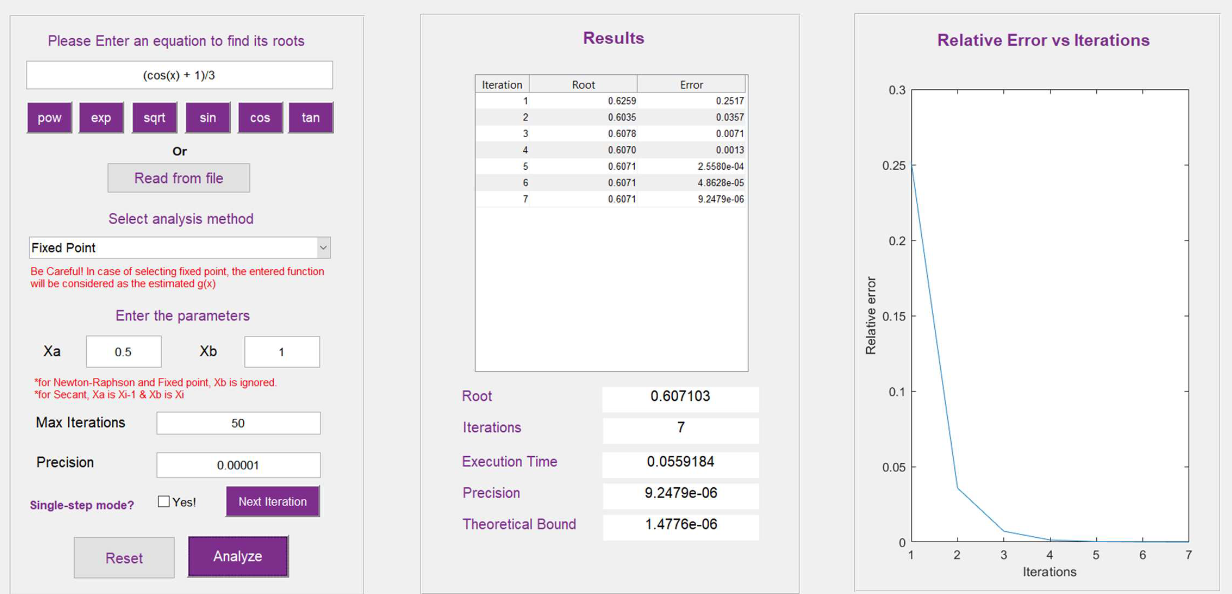 Please Enter an equation to find its roots
(cos(x) + 1)/3
pow exp sqrt sin cos tan
Or
Read from file
Select analysis method
Fixed Point
Be Careful! In case of selecting fixed point, the entered function
will be considered as the estimated g(x)
Enter the parameters
Xa 0.5 Xb 1
*for Newton-Raphson and Fixed point, Xb is ignored.
*for Secant, Xa is Xi-1 & Xb is Xi
Max Iterations 50
Precision 0.00001
Single-step mode? Yes! Next Iteration
Reset Analyze
Results
Iteration Root Error
1 0.6259 0.2517
2 0.6035 0.0357
3 0.6078 0.0071
4 0.6070 0.0013
5 0.6071 2.5580e-04
6 0.6071 4.8628e-05
7 0.6071 9.2479e-06
Root 0.607103
Iterations 7
Execution Time 0.0559184
Precision 9.2479e-06
Theoretical Bound 1.4776e-06
Relative Error vs Iterations
0.3
0.25
0.2
0.15
0.1
0.05
0
Relative error
1 2 3 4 5 6 7
Iterations